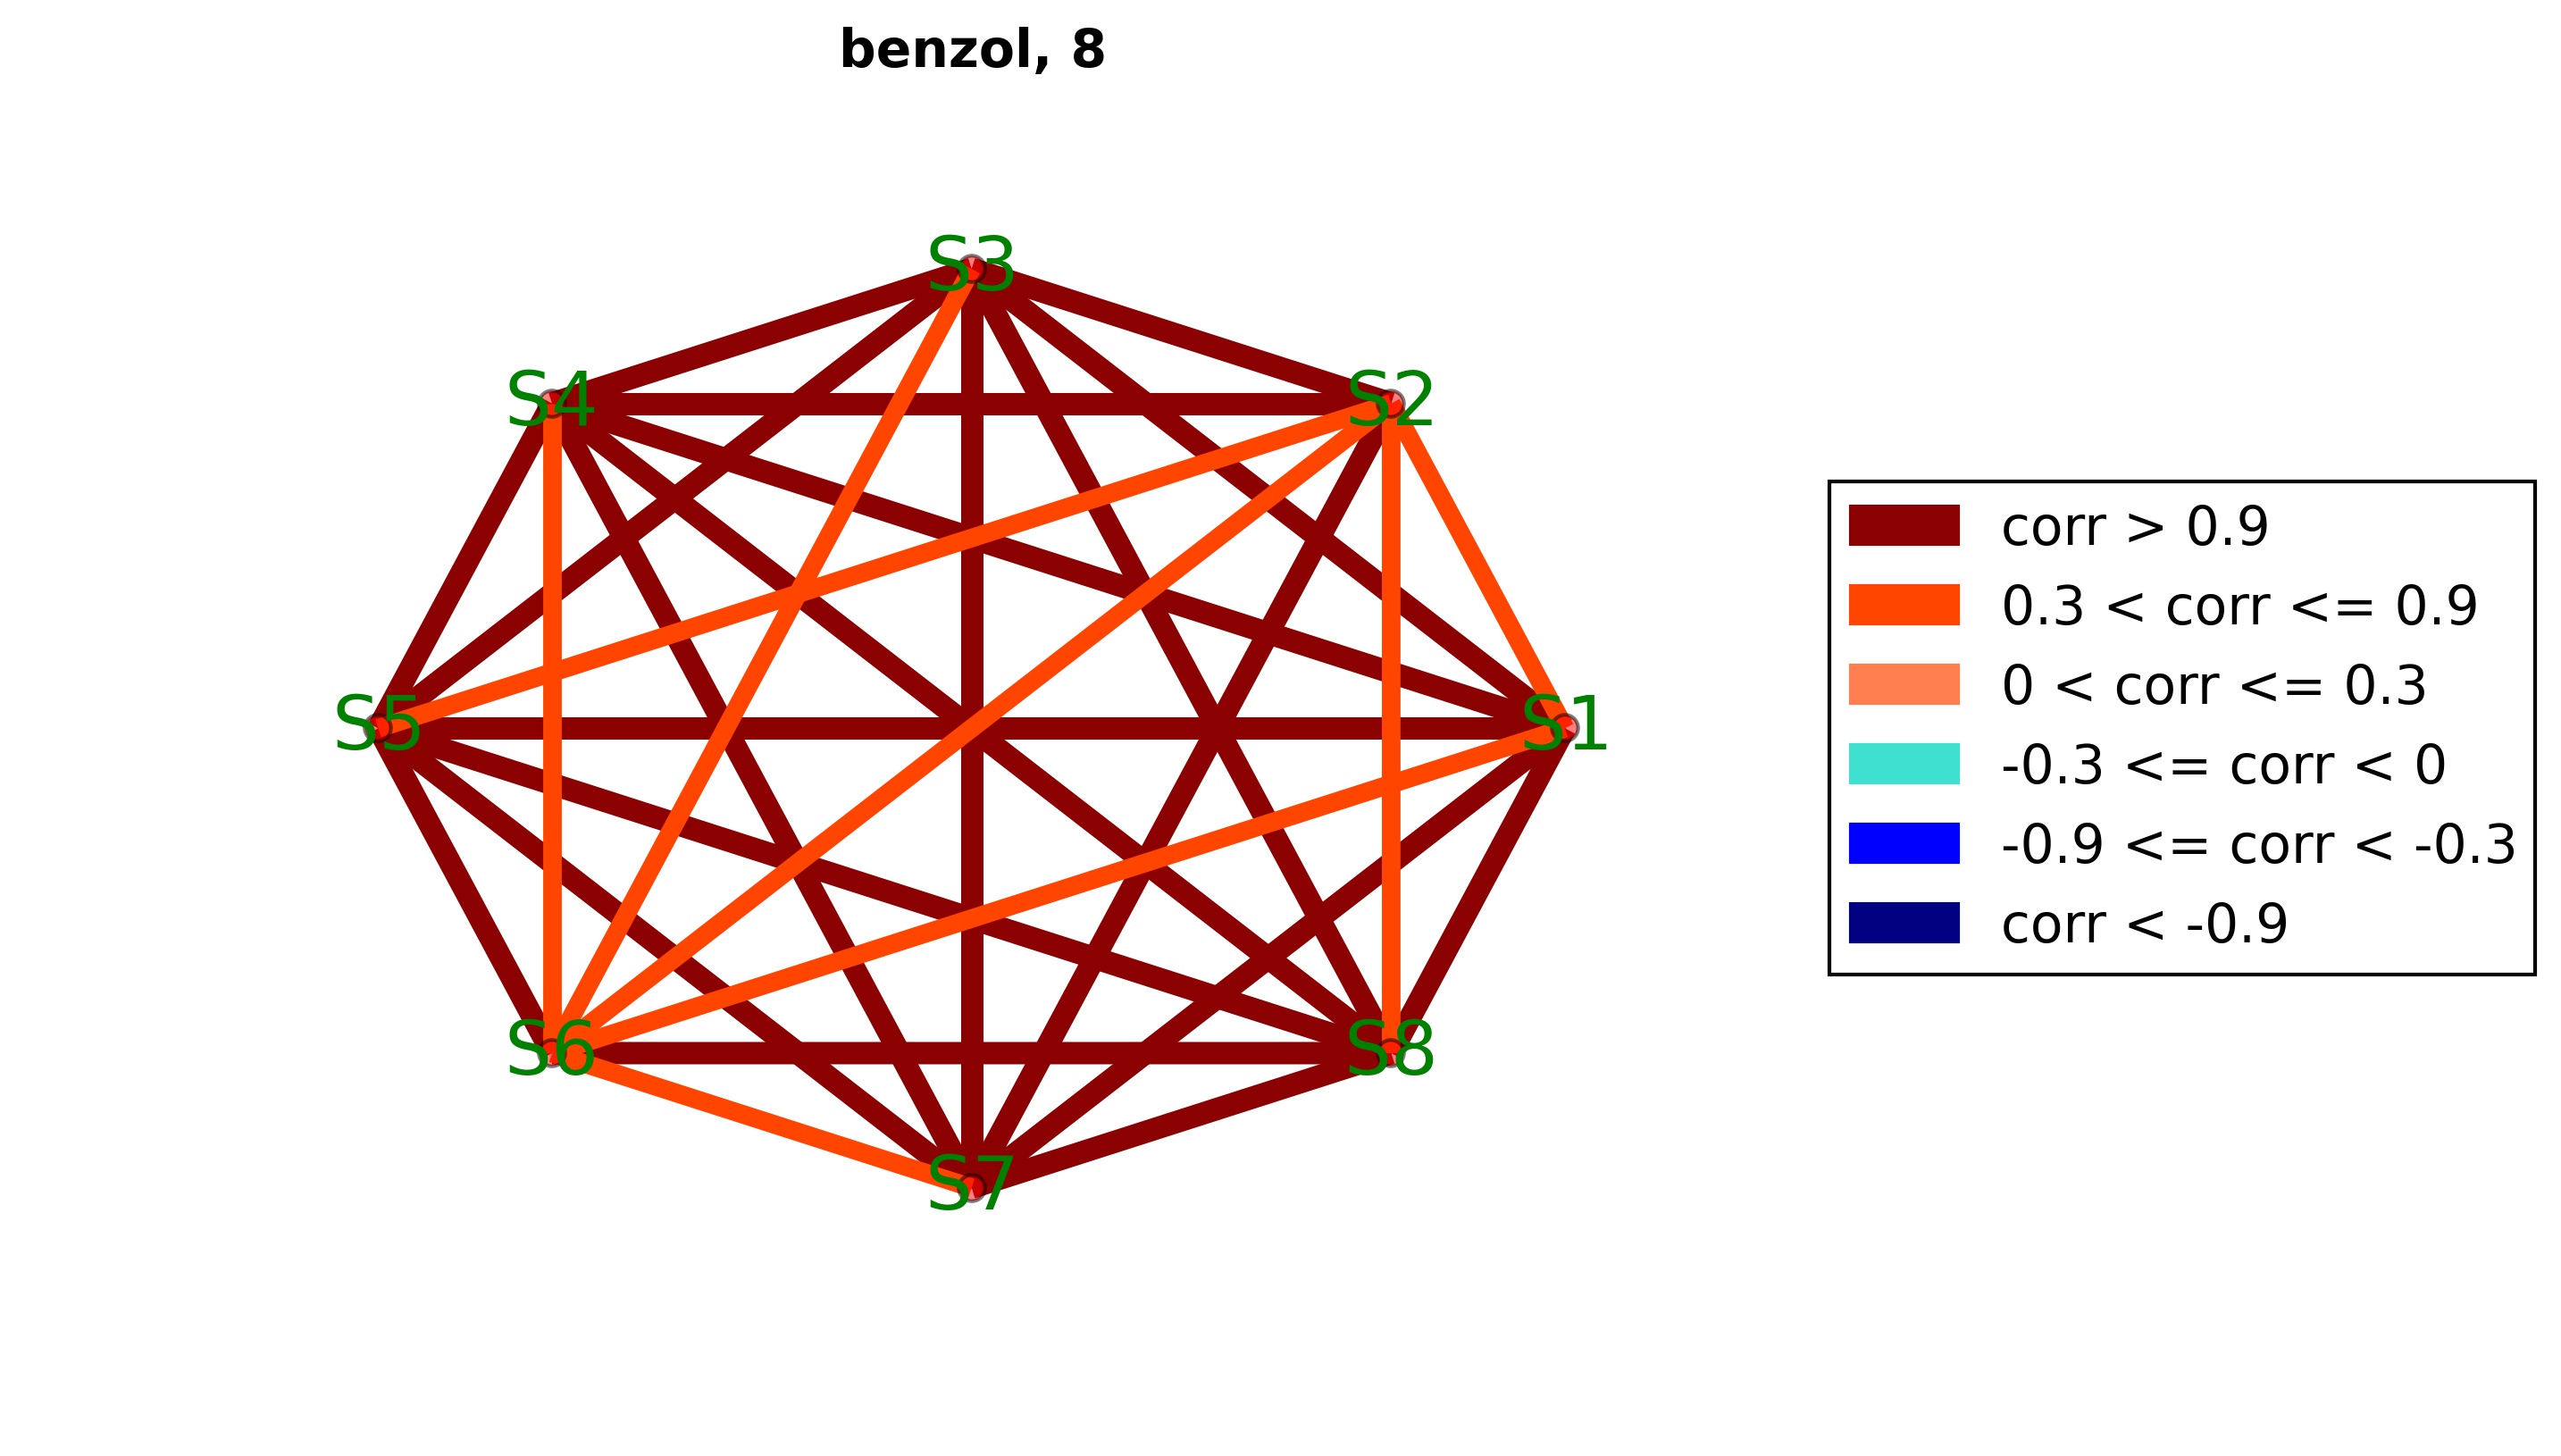 benzol, 8
S3
S4
S2
S5
S1
S6
S8
S7
corr > 0.9
0.3 < corr <= 0.9
0 < corr <= 0.3
-0.3 <= corr < 0
-0.9 <= corr < -0.3
corr < -0.9